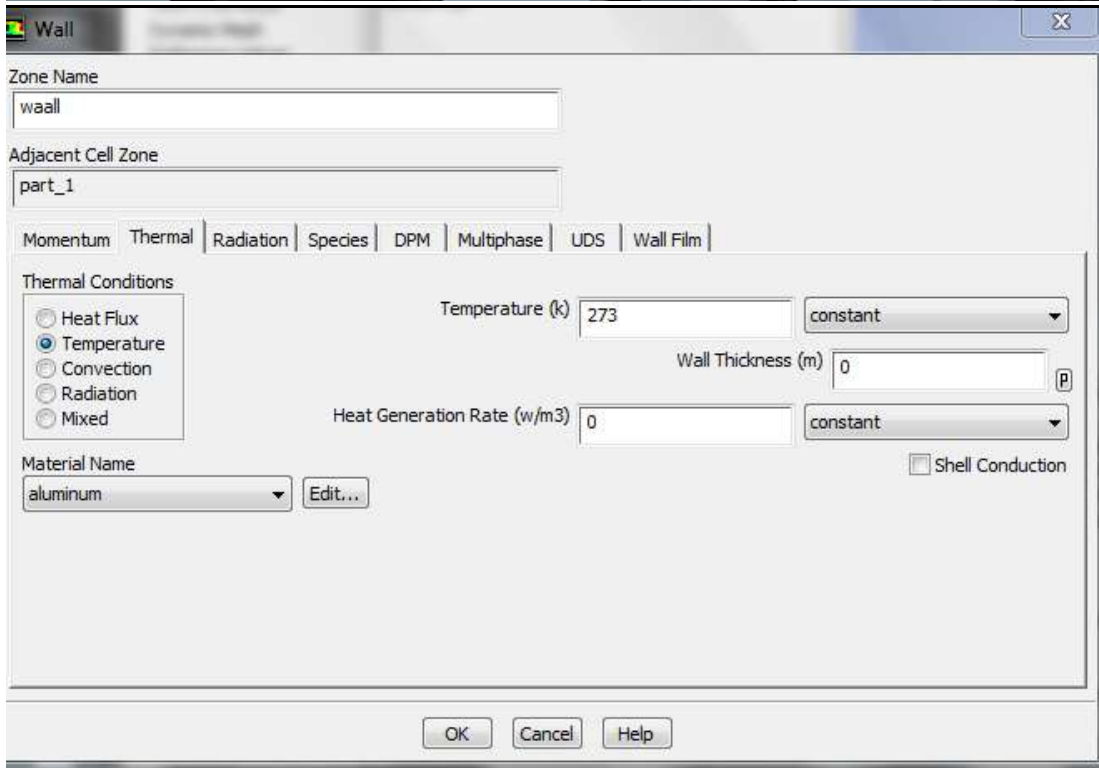 Wall
Zone Name
waall
Adjacent Cell Zone
part_1
Momentum Thermal Radiation Species DPM Multiphase UDS Wall Film
Thermal Conditions
Heat Flux
Temperature
Convection
Radiation
Mixed
Temperature (k) 273 constant
Wall Thickness (m) 0 P
Heat Generation Rate (w/m3) 0 constant
Shell Conduction
Material Name
aluminum Edit...
OK Cancel Help